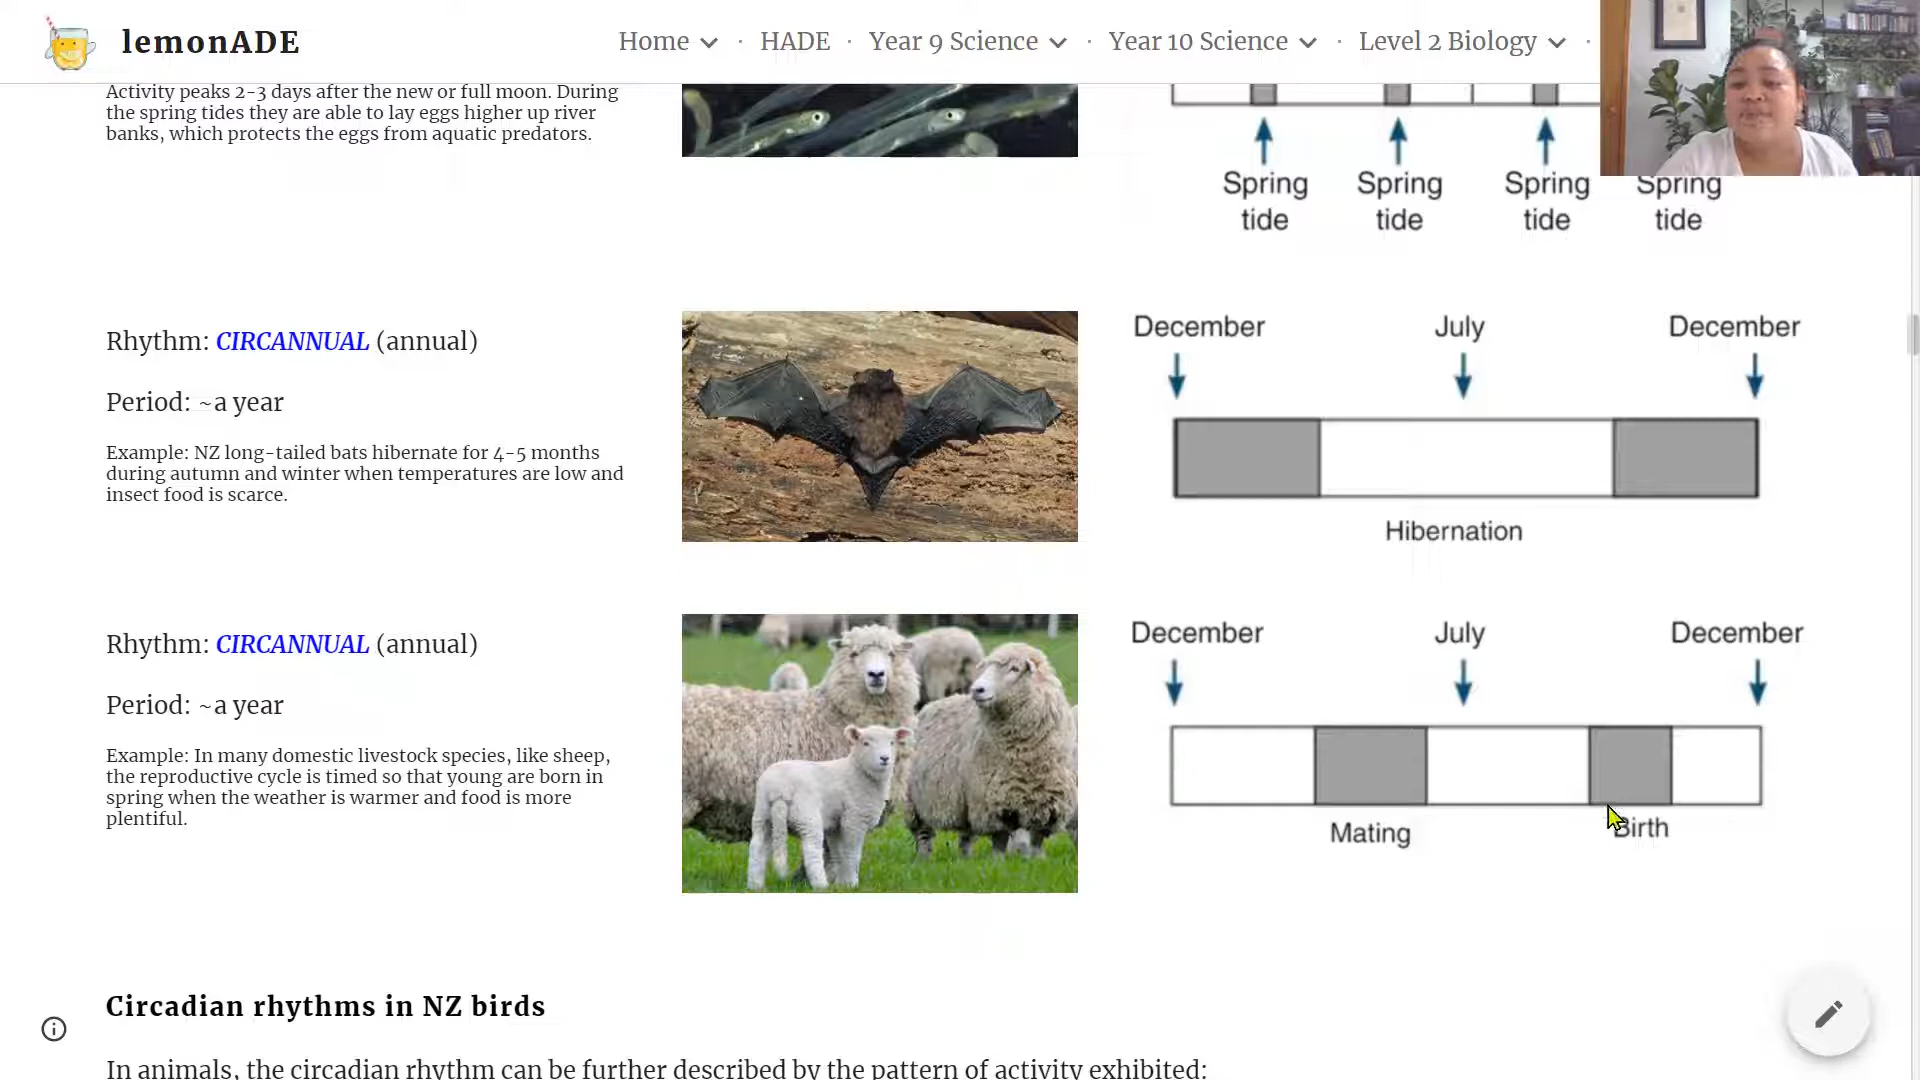 lemonADE
Home · HADE · Year 9 Science · Year 10 Science · Level 2 Biology ·
Activity peaks 2-3 days after the new or full moon. During
the spring tides they are able to lay eggs higher up river
banks, which protects the eggs from aquatic predators.
Spring tide
Spring tide
Spring tide
Spring tide
Rhythm: CIRCANNUAL (annual)
Period: ~a year
Example: NZ long-tailed bats hibernate for 4-5 months
during autumn and winter when temperatures are low and
insect food is scarce.
December
July
December
Hibernation
Rhythm: CIRCANNUAL (annual)
Period: ~a year
Example: In many domestic livestock species, like sheep,
the reproductive cycle is timed so that young are born in
spring when the weather is warmer and food is more
plentiful.
December
July
December
Mating
Birth
Circadian rhythms in NZ birds
In animals, the circadian rhythm can be further described by the pattern of activity exhibited: